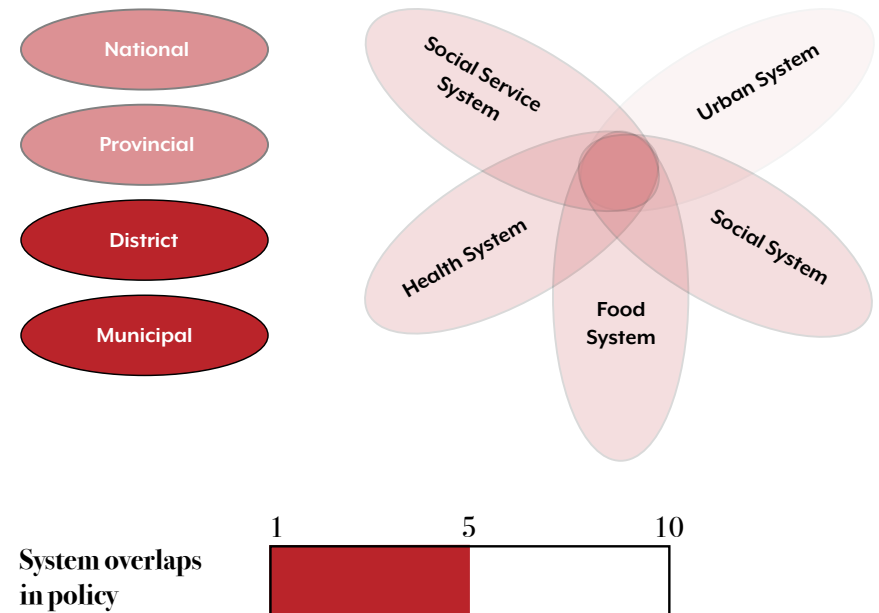 National
Provincial
District
Municipal
Social Service
System
Urban System
Health System
Social System
Food
System
1 5 10
System overlaps
in policy